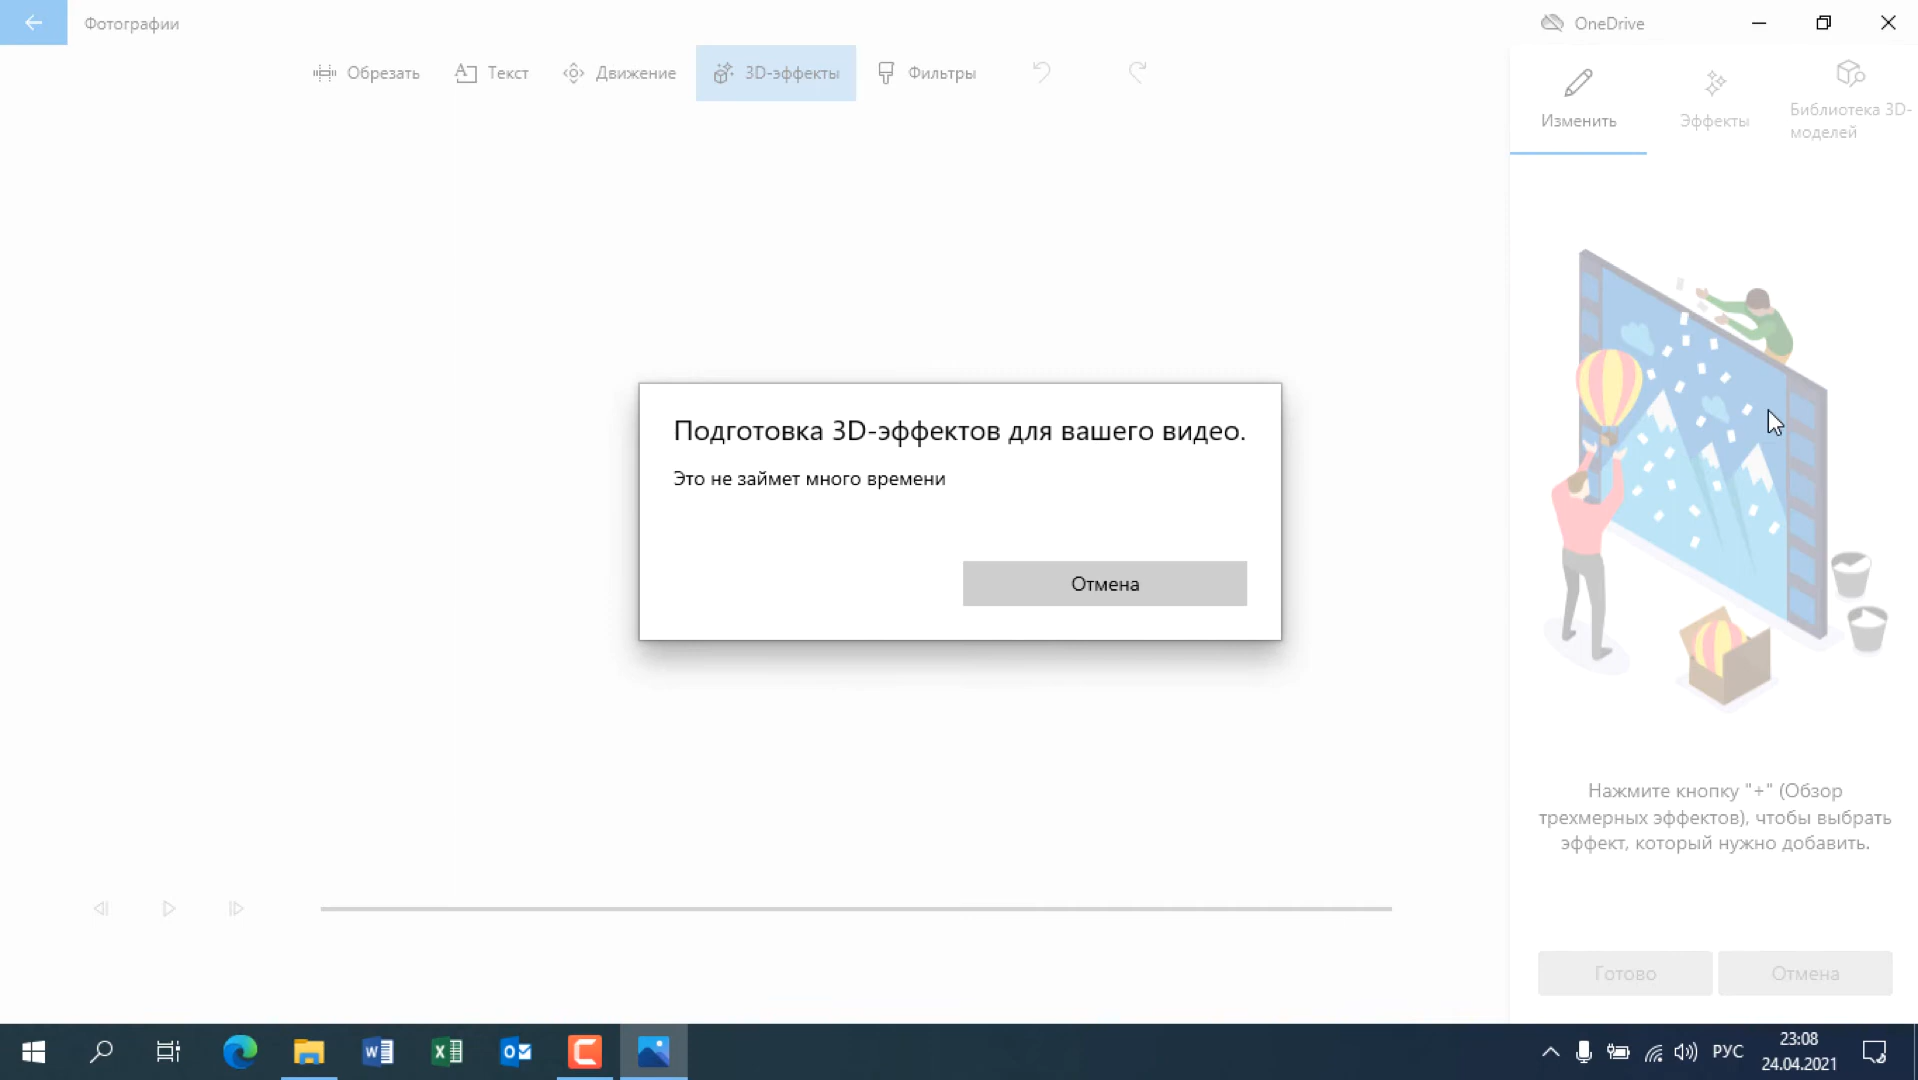 Фотографии
OneDrive
Обрезать
Текст
Движение
3D-эффекты
Фильтры
Изменить
Эффекты
Библиотека 3D-
моделей
Подготовка 3D-эффектов для вашего видео.
Это не займет много времени
Отмена
Нажмите кнопку "+" (Обзор
трехмерных эффектов), чтобы выбрать
эффект, который нужно добавить.
Готово
Отмена
РУС
23:08
24.04.2021